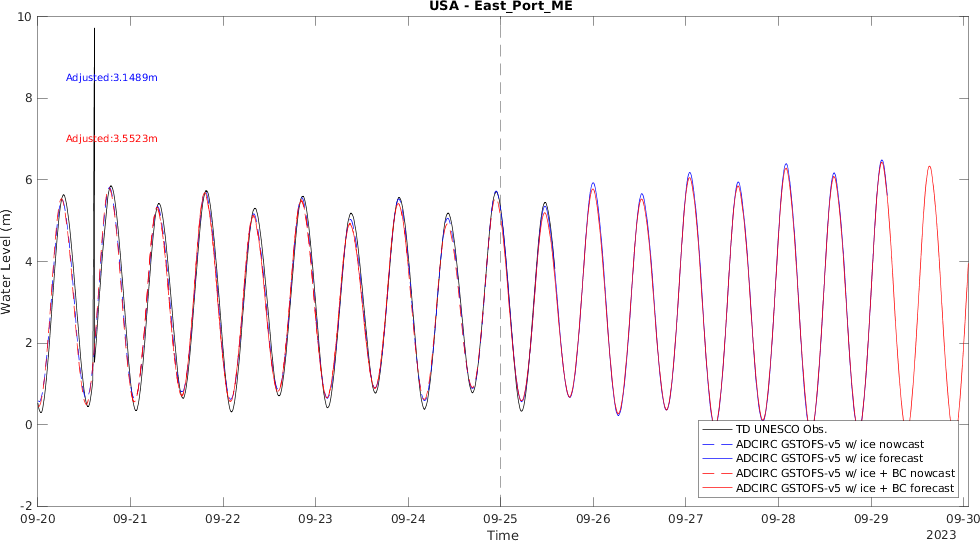 USA - East_Port_ME
10
8
6
4
2
0
-2
Water Level (m)
Adjusted:3.1489m
Adjusted:3.5523m
TD UNESCO Obs.
ADCIRC GSTOFS-v5 w/ ice nowcast
ADCIRC GSTOFS-v5 w/ ice forecast
ADCIRC GSTOFS-v5 w/ ice + BC nowcast
ADCIRC GSTOFS-v5 w/ ice + BC forecast
09-20 09-21 09-22 09-23 09-24 09-25 09-26 09-27 09-28 09-29 09-30
Time
2023